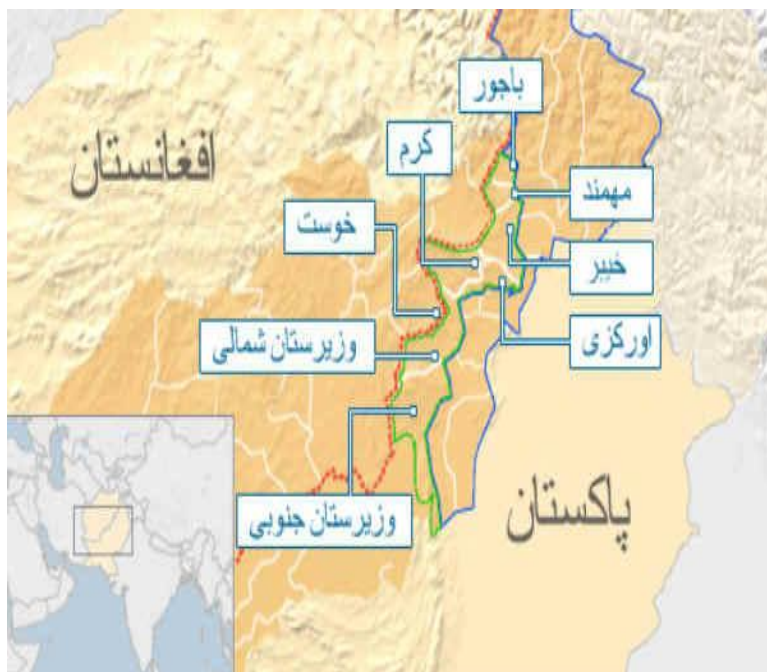 باجور
افغانستان
کرم
مهمند
خوست
خیبر
اورکزی
وزیرستان شمالی
پاکستان
وزیرستان جنوبی